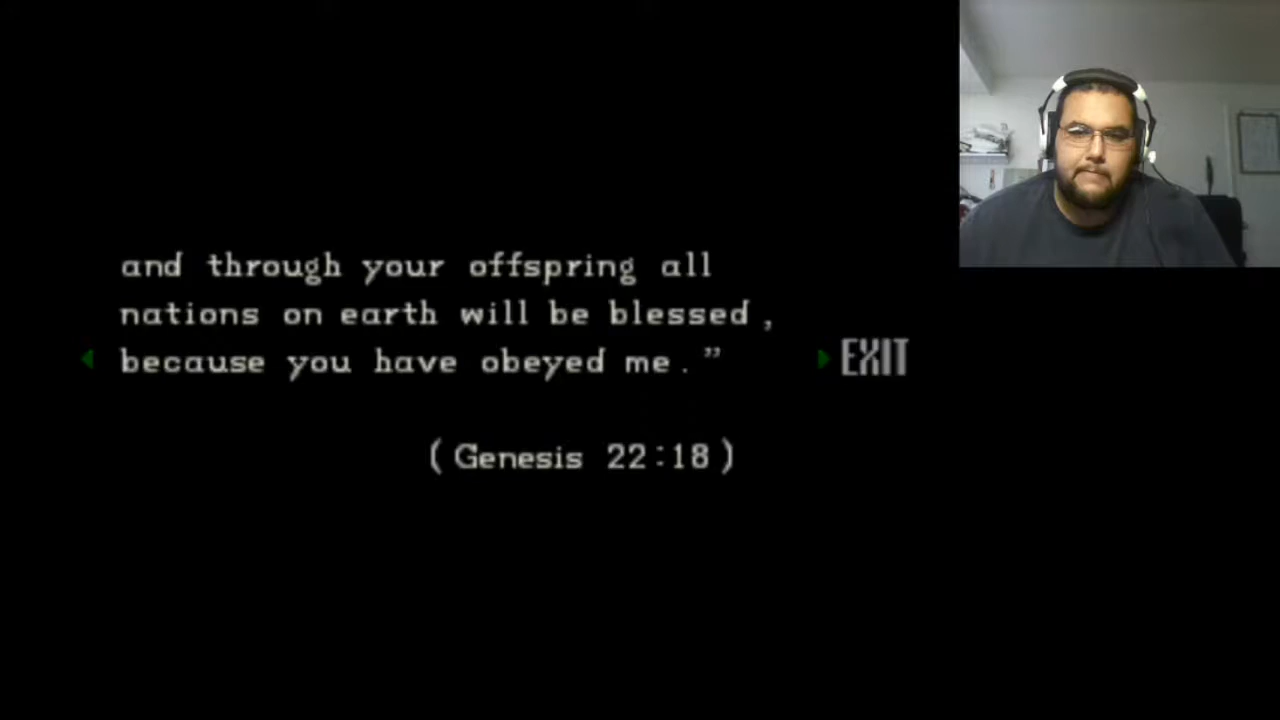 and through your offspring all
nations on earth will be blessed,
because you have obeyed me.”
EXIT
(Genesis 22:18)